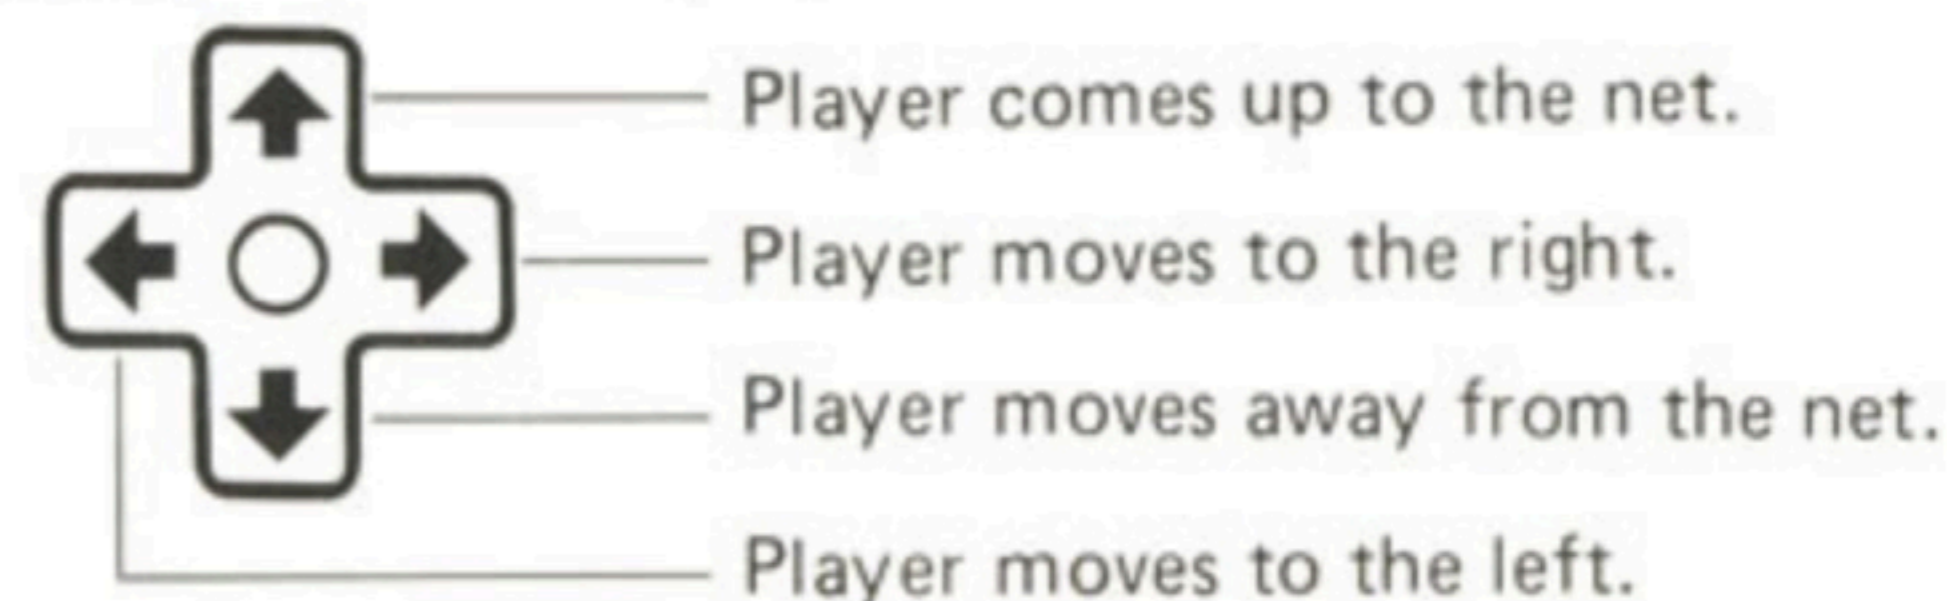 Player comes up to the net.
Player moves to the right.
Player moves away from the net.
Player moves to the left.